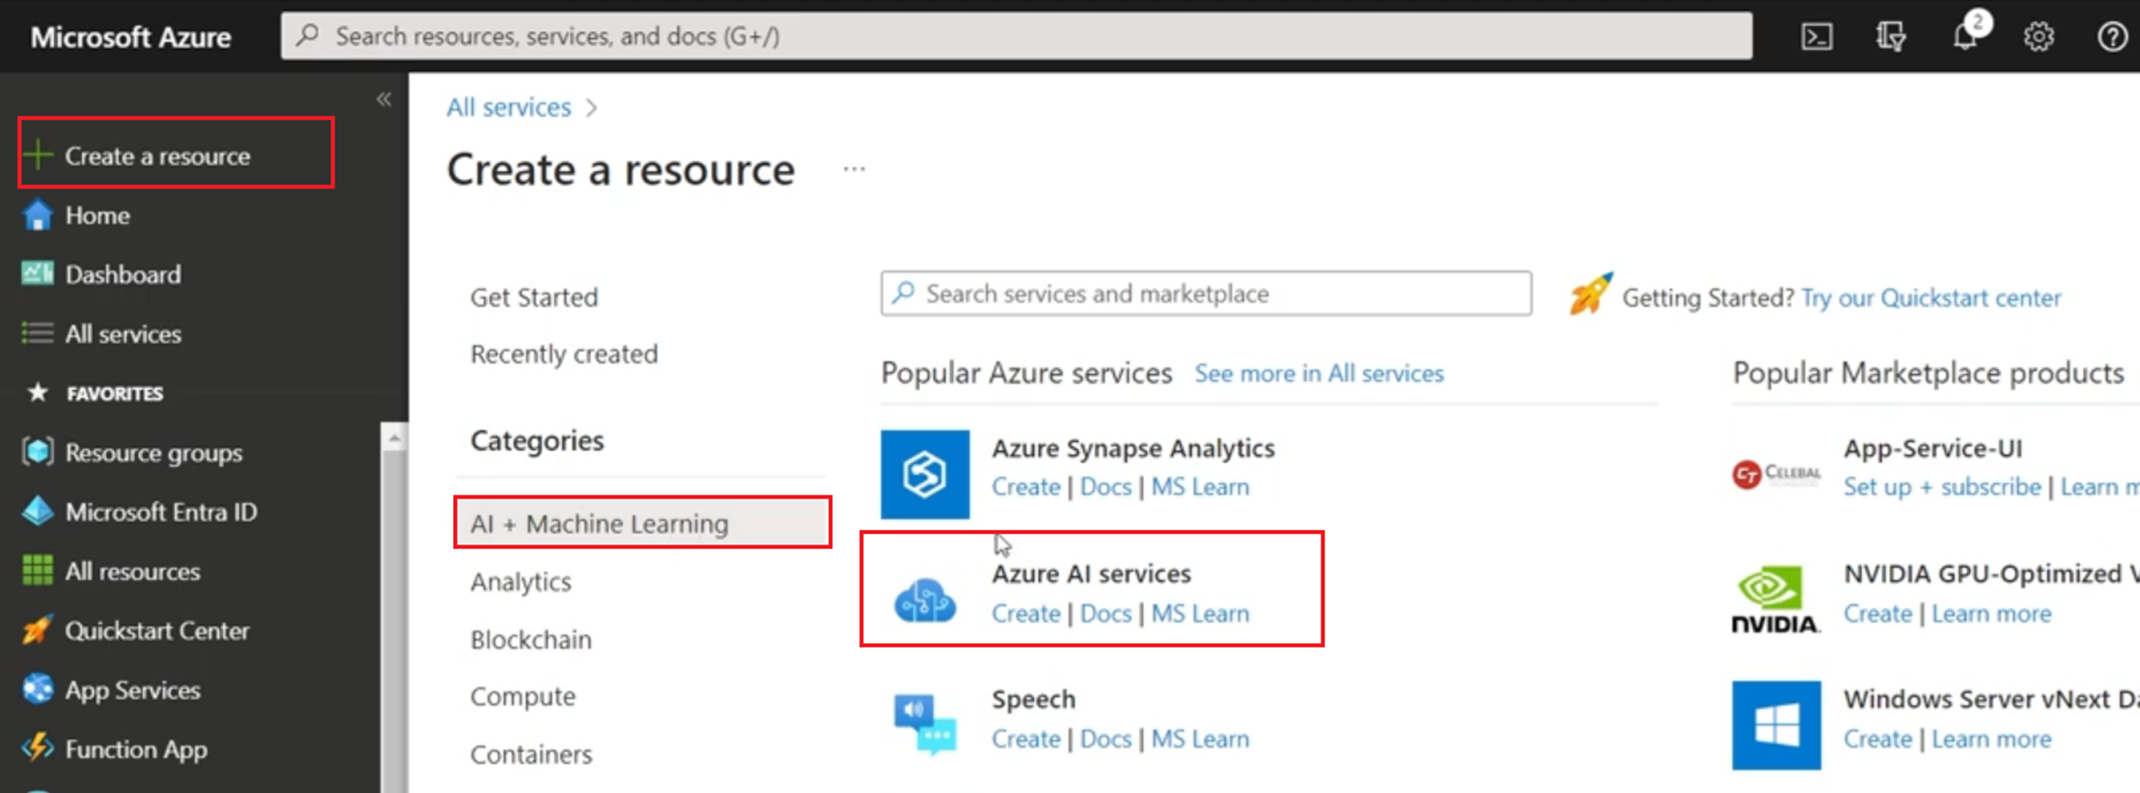 Microsoft Azure
Search resources, services, and docs (G+/)
2
Create a resource
Home
Dashboard
All services
FAVORITES
Resource groups
Microsoft Entra ID
All resources
Quickstart Center
App Services
Function App
All services
Create a resource
Get Started
Recently created
Categories
AI + Machine Learning
Analytics
Blockchain
Compute
Containers
Search services and marketplace
Getting Started? Try our Quickstart center
Popular Azure services See more in All services
Azure Synapse Analytics
Create | Docs | MS Learn
Azure AI services
Create | Docs | MS Learn
Speech
Create | Docs | MS Learn
Popular Marketplace products
CT CELEBAL
App-Service-UI
Set up + subscribe | Learn m
NVIDIA.
NVIDIA GPU-Optimized V
Create | Learn more
Windows Server vNext Da
Create | Learn more